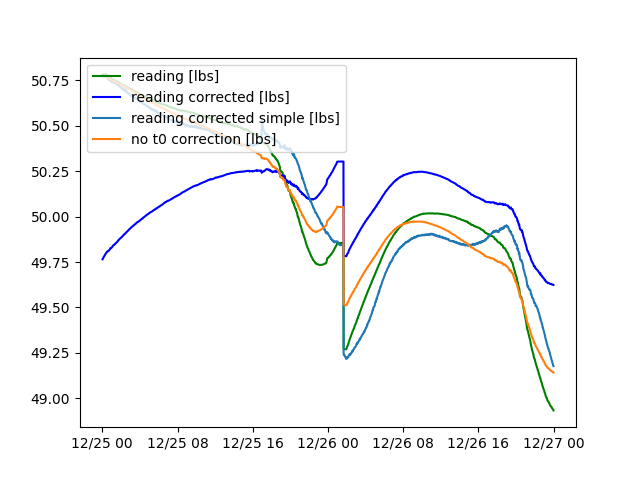 reading [lbs]
reading corrected [lbs]
reading corrected simple [lbs]
no t0 correction [lbs]
50.75
50.50
50.25
50.00
49.75
49.50
49.25
49.00
12/25 00 12/25 08 12/25 16 12/26 00 12/26 08 12/26 16 12/27 00